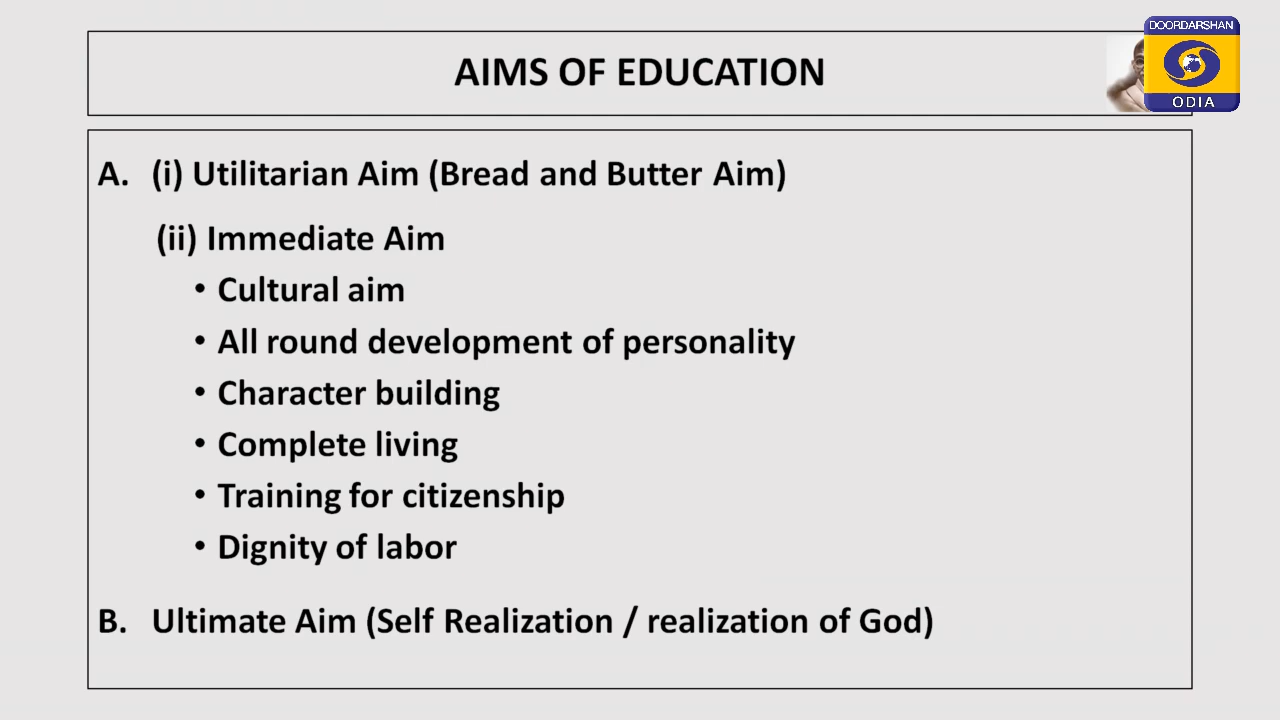 DOORDARSHAN
ODIA
AIMS OF EDUCATION
A. (i) Utilitarian Aim (Bread and Butter Aim)
(ii) Immediate Aim
• Cultural aim
• All round development of personality
• Character building
• Complete living
• Training for citizenship
• Dignity of labor
B. Ultimate Aim (Self Realization / realization of God)